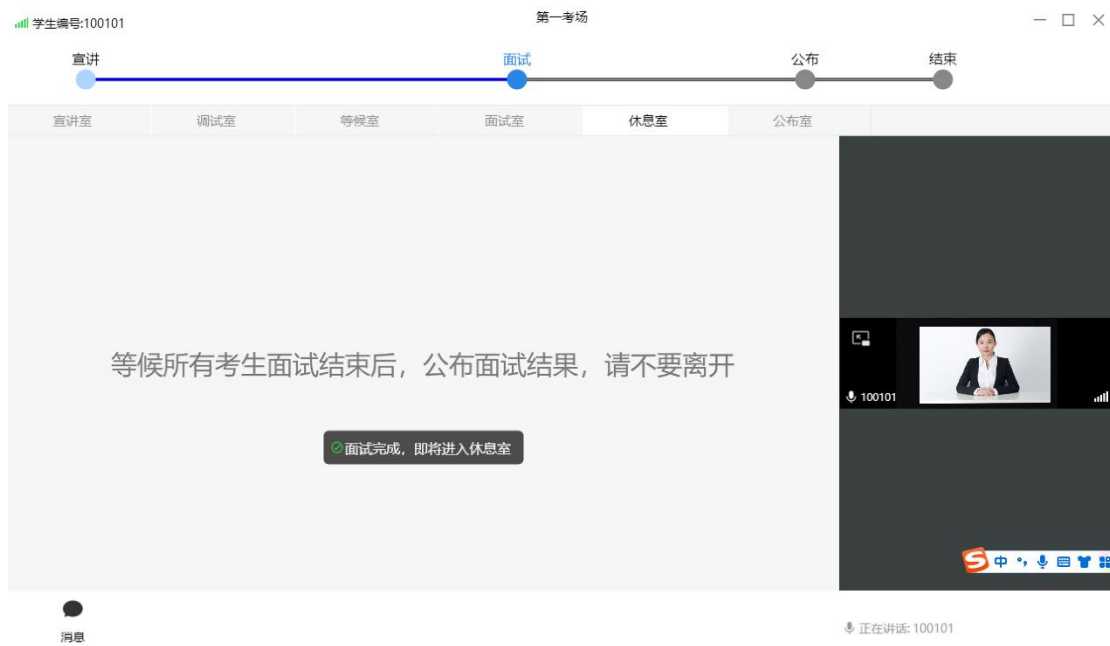 学生编号:100101
第一考场
宣讲
面试
公布
结束
宣讲室
调试室
等候室
面试室
休息室
公布室
等候所有考生面试结束后，公布面试结果，请不要离开
面试完成，即将进入休息室
100101
中
消息
正在讲话: 100101